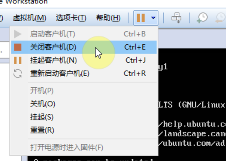 Workstation
虚拟机(M) 选项卡(T) 帮助(H)
启动客户机(T) Ctrl+B
关闭客户机(D) Ctrl+E
挂起客户机(N) Ctrl+J
重新启动客户机(E) Ctrl+R
开机(P)
关机(O)
挂起(S)
重置(R)
打开电源时进入固件(F)
LTS (GNU/Linux
/help.ubuntu.co
/landscape.cano
/ubuntu.com/ad